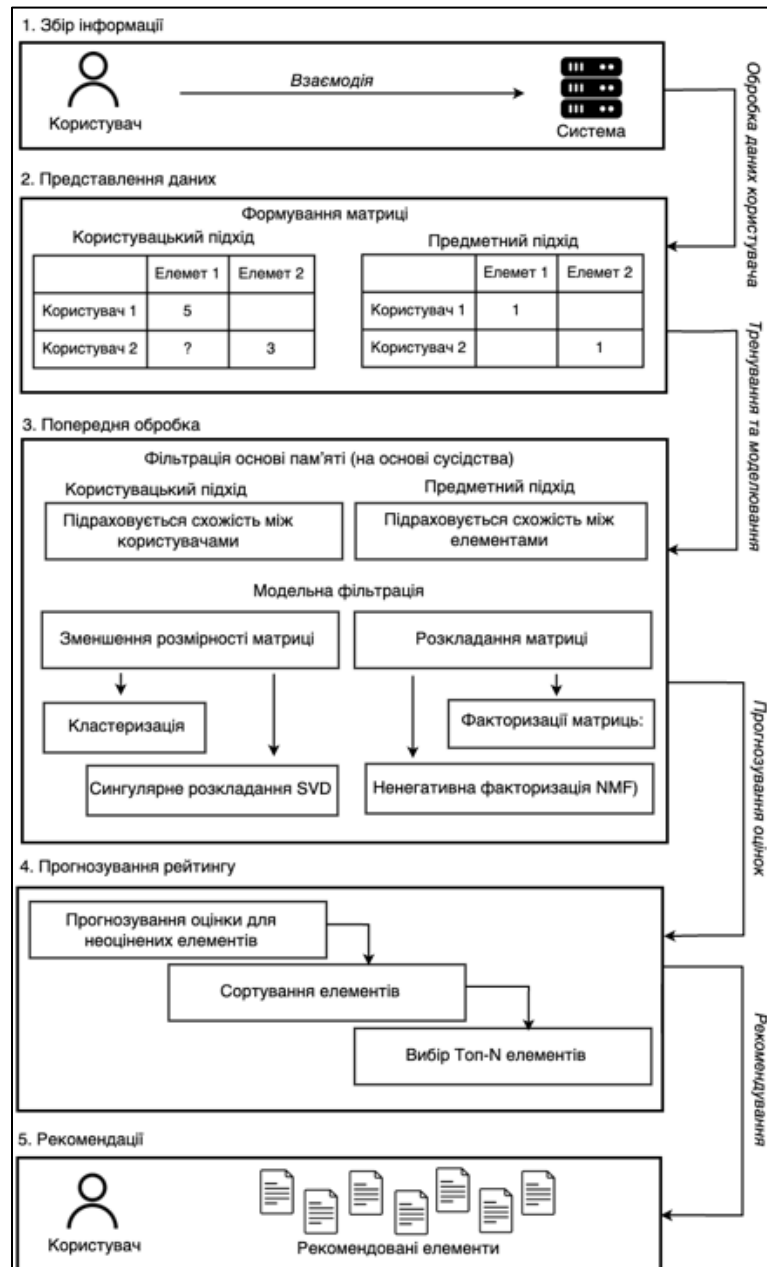 1. Збір інформації
Взаємодія
Користувач
Система
Обробка даних користувача
2. Представлення даних
Формування матриці
Користувацький підхід
Елемет 1 Елемет 2
Користувач 1 5
Користувач 2 ? 3
Предметний підхід
Елемет 1 Елемет 2
Користувач 1 1
Користувач 2 1
Тренування та моделювання
3. Попередня обробка
Фільтрація основі пам'яті (на основі сусідства)
Користувацький підхід
Підраховується схожість між
користувачами
Предметний підхід
Підраховується схожість між
елементами
Модельна фільтрація
Зменшення розмірності матриці
Розкладання матриці
Кластеризація
Факторизації матриць:
Сингулярне розкладання SVD
Ненегативна факторизація NMF)
Прогнозування оцінок
4. Прогнозування рейтингу
Прогнозування оцінки для
неоцінених елементів
Сортування елементів
Вибір Топ-N елементів
Рекомендування
5. Рекомендації
Користувач
Рекомендовані елементи